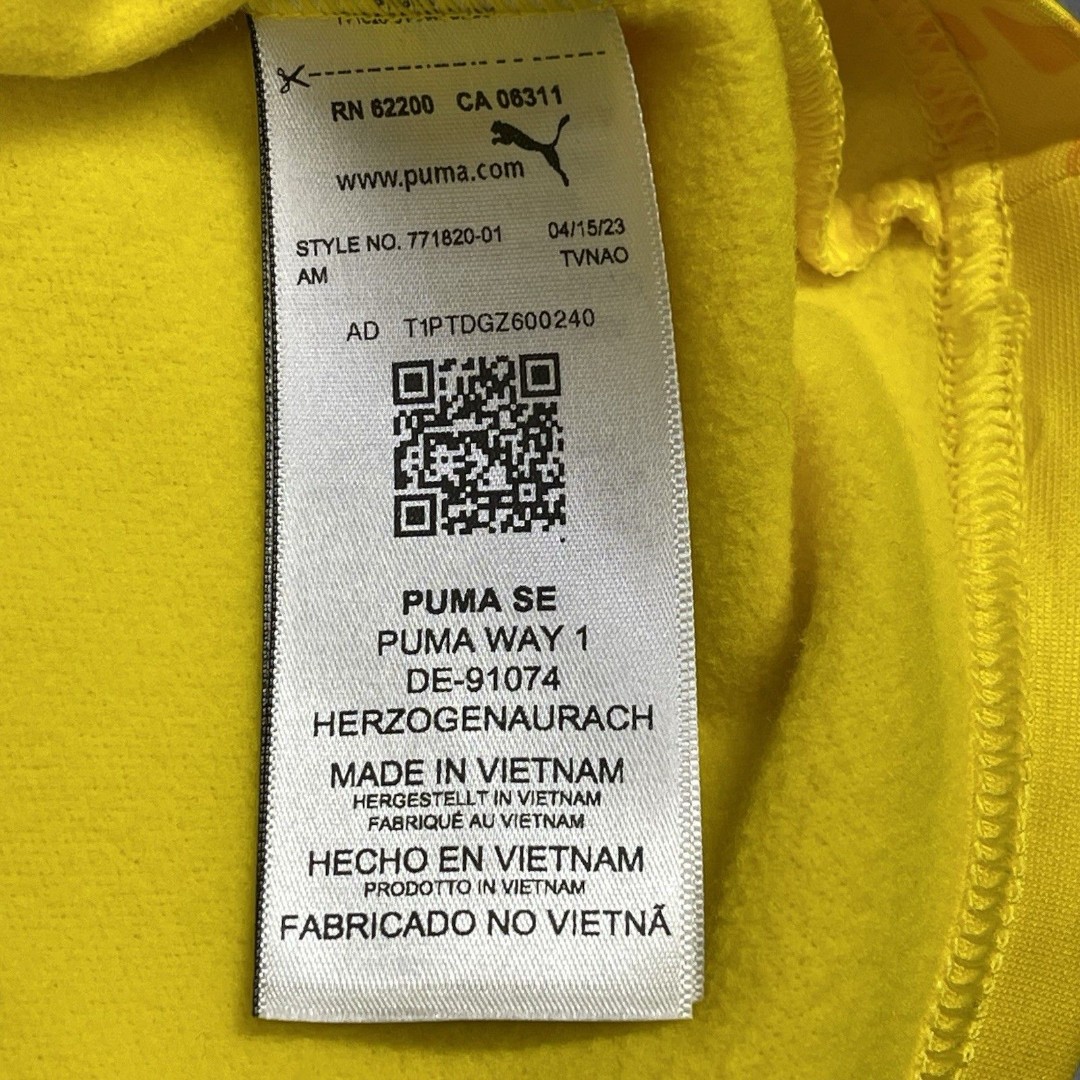 RN 62200 CA 06311
www.puma.com
STYLE NO. 771820-01 04/15/23
AM TVNAO
AD T1PTDGZ600240
PUMA SE
PUMA WAY 1
DE-91074
HERZOGENAURACH
MADE IN VIETNAM
HERGESTELLT IN VIETNAM
FABRIQUÉ AU VIETNAM
HECHO EN VIETNAM
PRODOTTO IN VIETNAM
FABRICADO NO VIETNÃ